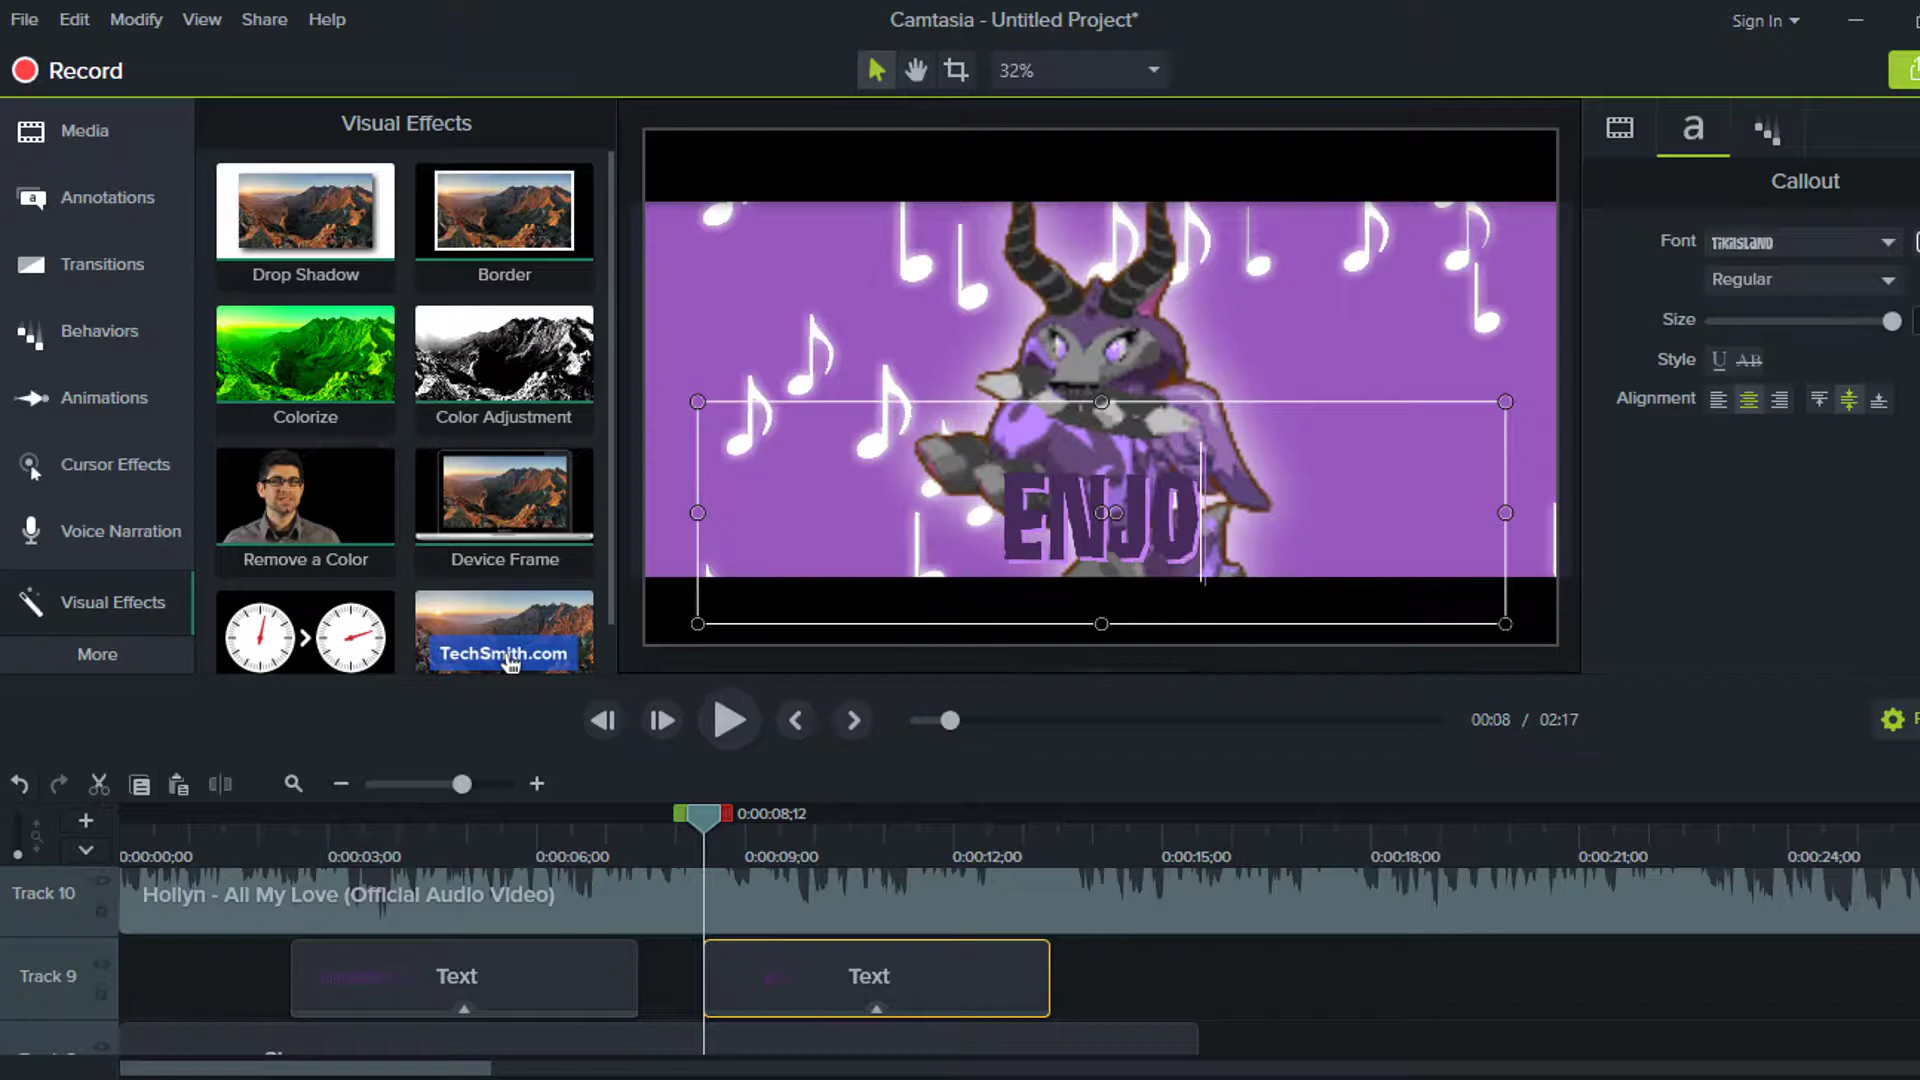 File Edit Modify View Share Help
Camtasia - Untitled Project*
Sign In
Record
32%
Media
Annotations
Transitions
Behaviors
Animations
Cursor Effects
Voice Narration
Visual Effects
More
Visual Effects
Drop Shadow
Border
Colorize
Color Adjustment
Remove a Color
Device Frame
TechSmith.com
ENJO
a
Callout
Font TIKIISLAND
Regular
Size
Style U AB
Alignment
00:08 / 02:17
0:00:08;12
0:00:00;00 0:00:03;00 0:00:06;00 0:00:09;00 0:00:12;00 0:00:15;00 0:00:18;00 0:00:21;00 0:00:24;00
Track 10
Hollyn - All My Love (Official Audio Video)
Track 9
Text
Text